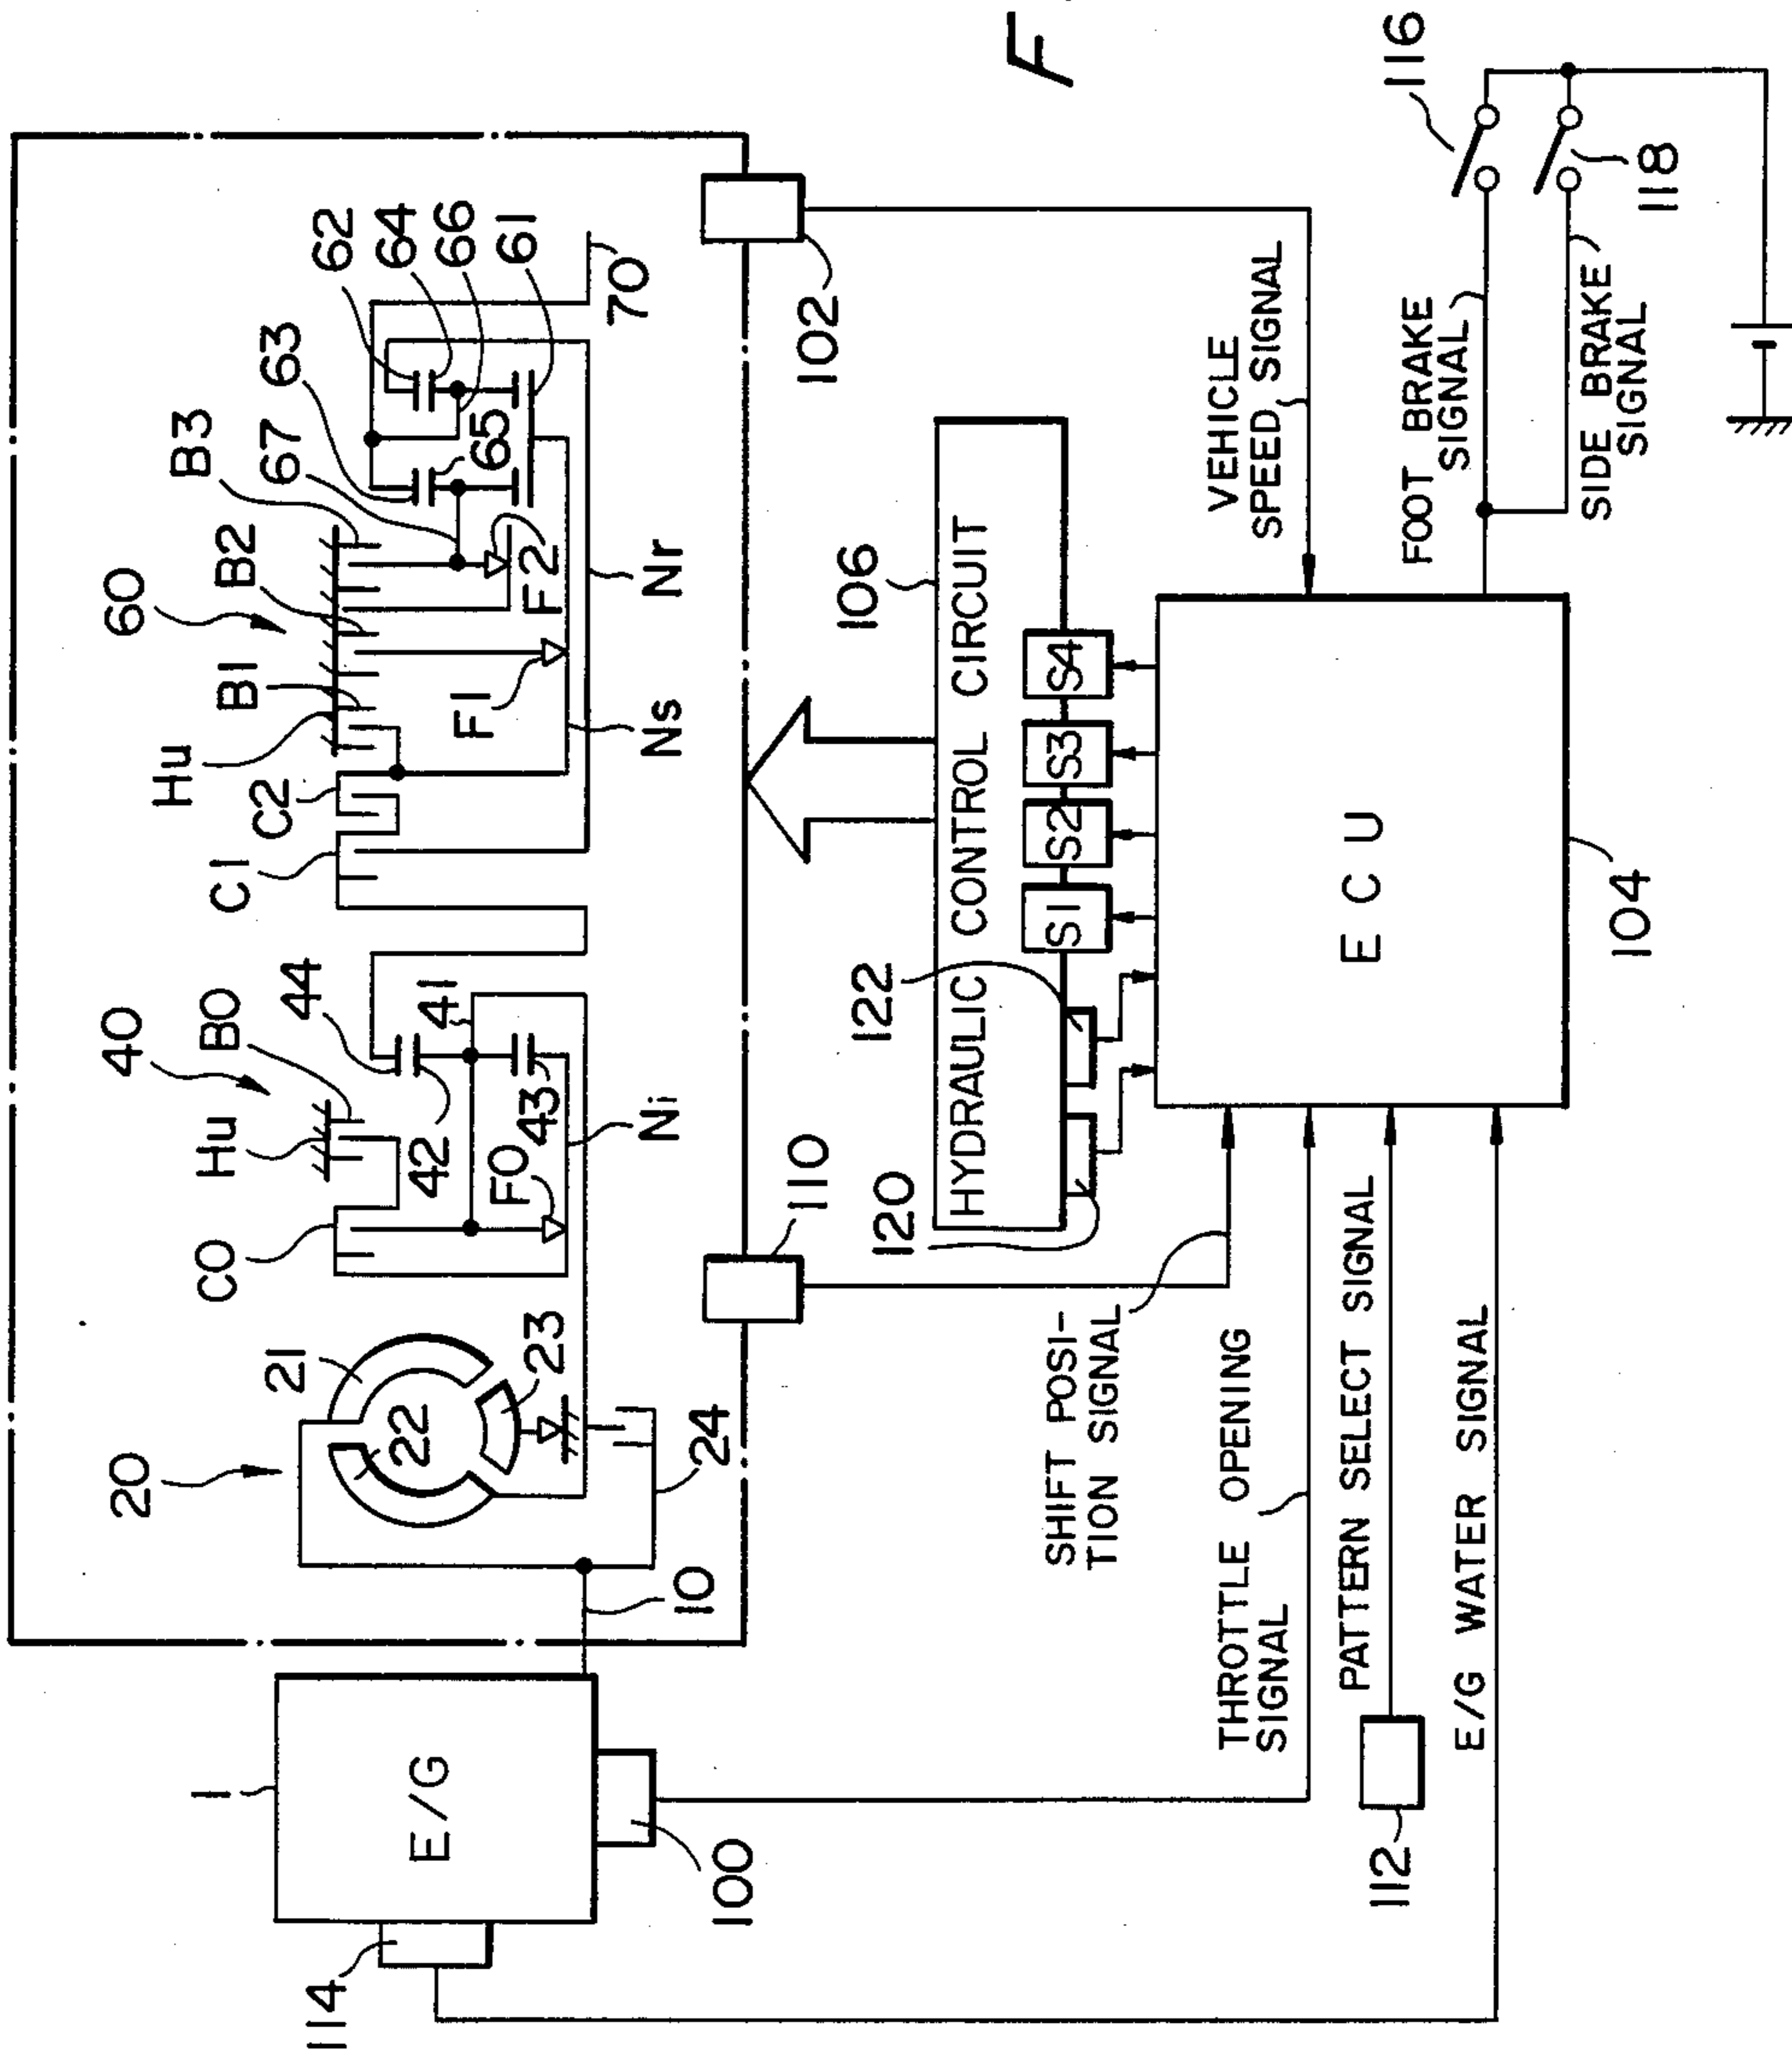 F
1
E/G
114
100
10
20
21
22
23
24
40
Hu
B0
C0
44
41
42
43
F0
Ni
60
Hu
B1
B2
B3
C1
C2
67
63
62
64
66
61
65
70
F1
F2
Ns
Nr
102
110
106
HYDRAULIC CONTROL CIRCUIT
S1
S2
S3
S4
120
122
ECU
104
SHIFT POSI-
TION SIGNAL
THROTTLE OPENING
SIGNAL
PATTERN SELECT SIGNAL
112
E/G WATER SIGNAL
VEHICLE
SPEED SIGNAL
FOOT BRAKE
SIGNAL
SIDE BRAKE
SIGNAL
116
118